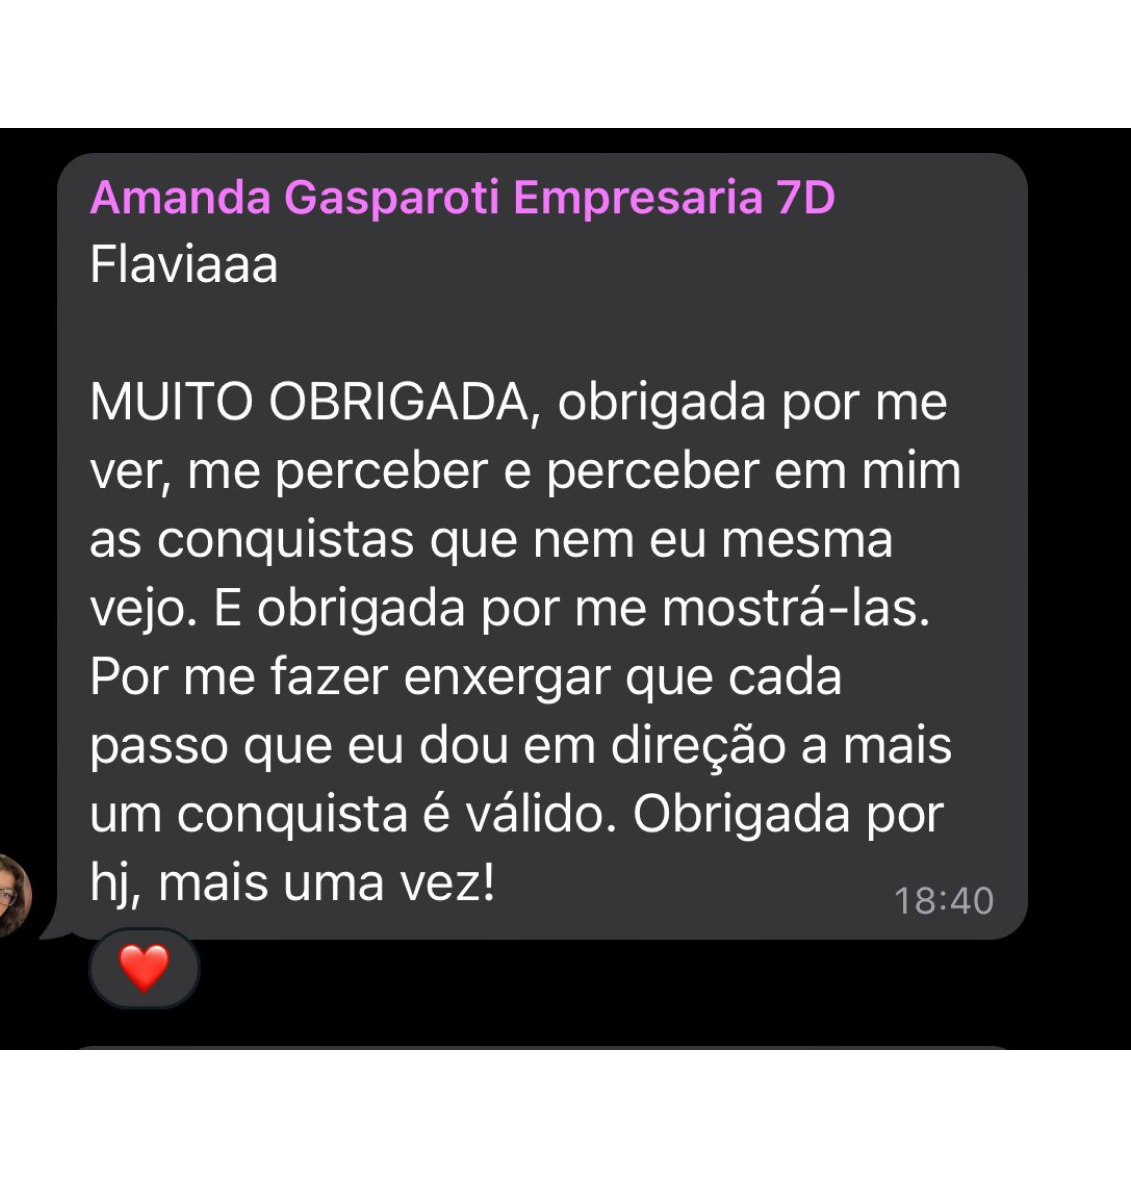 Amanda Gasparoti Empresaria 7D
Flaviaaa
MUITO OBRIGADA, obrigada por me
ver, me perceber e perceber em mim
as conquistas que nem eu mesma
vejo. E obrigada por me mostrá-las.
Por me fazer enxergar que cada
passo que eu dou em direção a mais
um conquista é válido. Obrigada por
hj, mais uma vez!
18:40